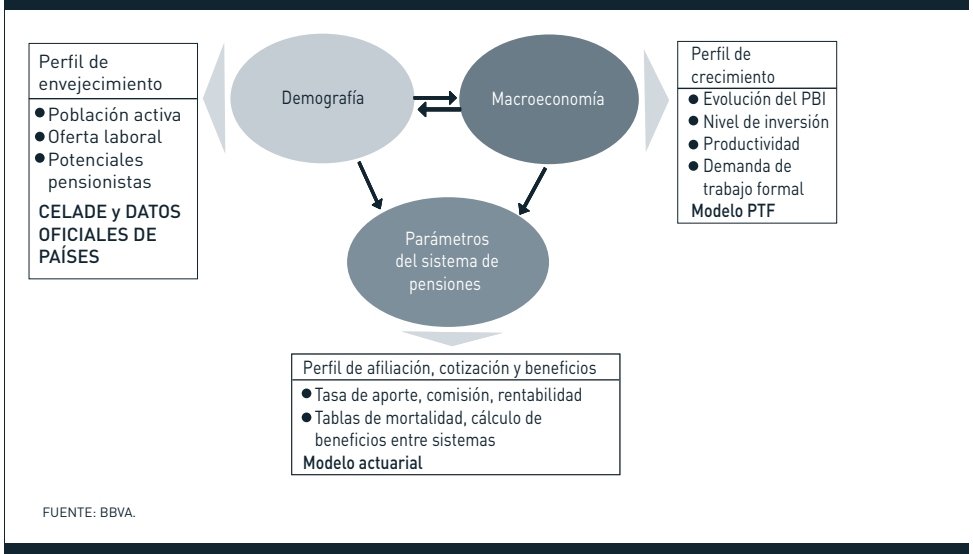 Perfil de
envejecimiento
● Población activa
● Oferta laboral
● Potenciales
pensionistas
CELADE y DATOS
OFICIALES DE
PAÍSES
Demografía
Macroeconomía
Perfil de
crecimiento
● Evolución del PBI
● Nivel de inversión
● Productividad
● Demanda de
trabajo formal
Modelo PTF
Parámetros
del sistema de
pensiones
Perfil de afiliación, cotización y beneficios
● Tasa de aporte, comisión, rentabilidad
● Tablas de mortalidad, cálculo de
beneficios entre sistemas
Modelo actuarial
FUENTE: BBVA.